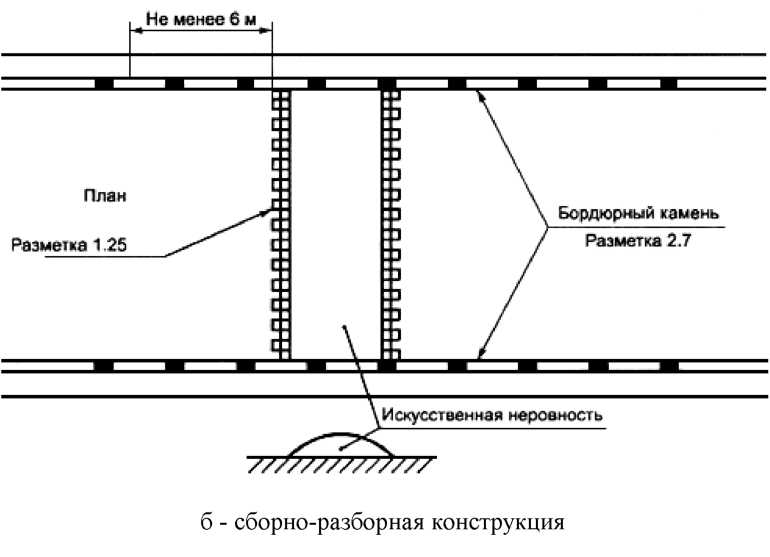 Не менее 6 м
План
Разметка 1.25
Бордюрный камень
Разметка 2.7
Искусственная неровность
б - сборно-разборная конструкция